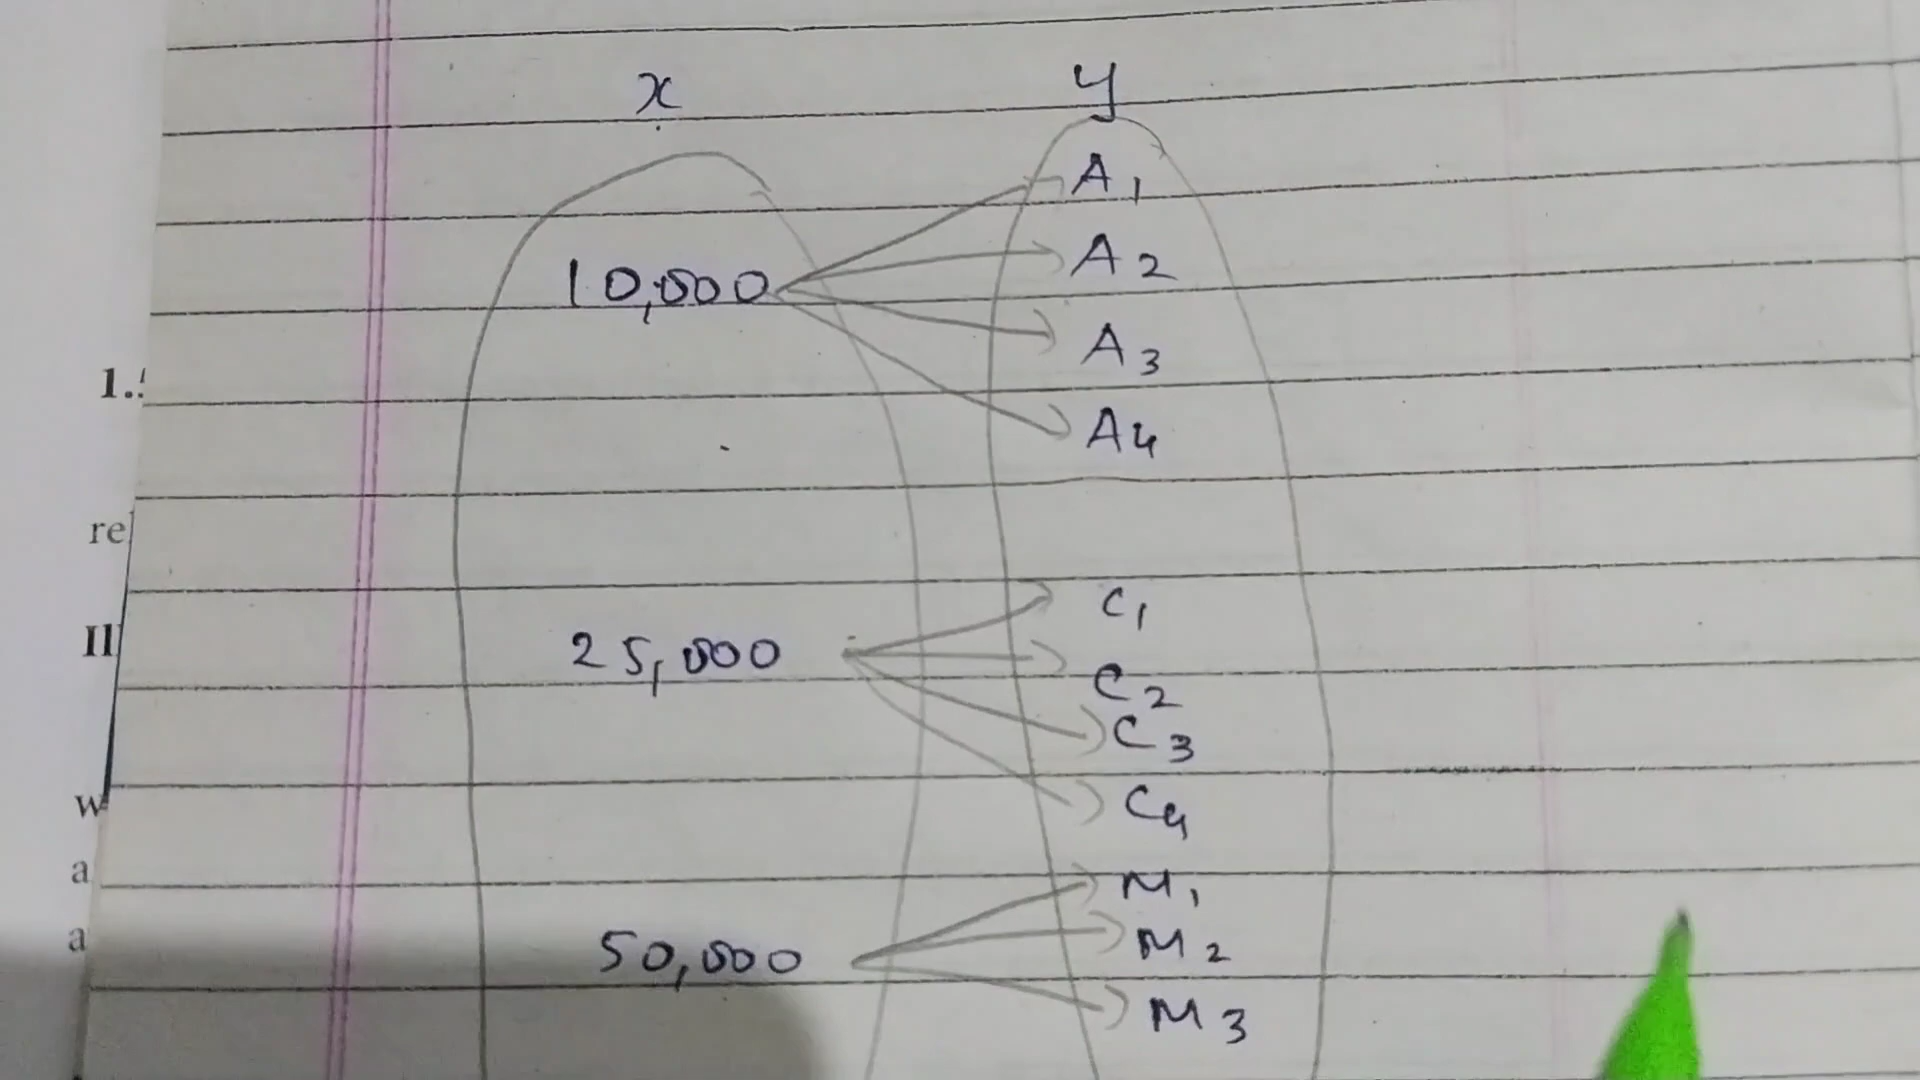 x y
A1
10,000 A2
A3
1.
A4
re
C1
Il
25,000 C2
C3
w
C4
a
M1
a
50,000 M2
M3